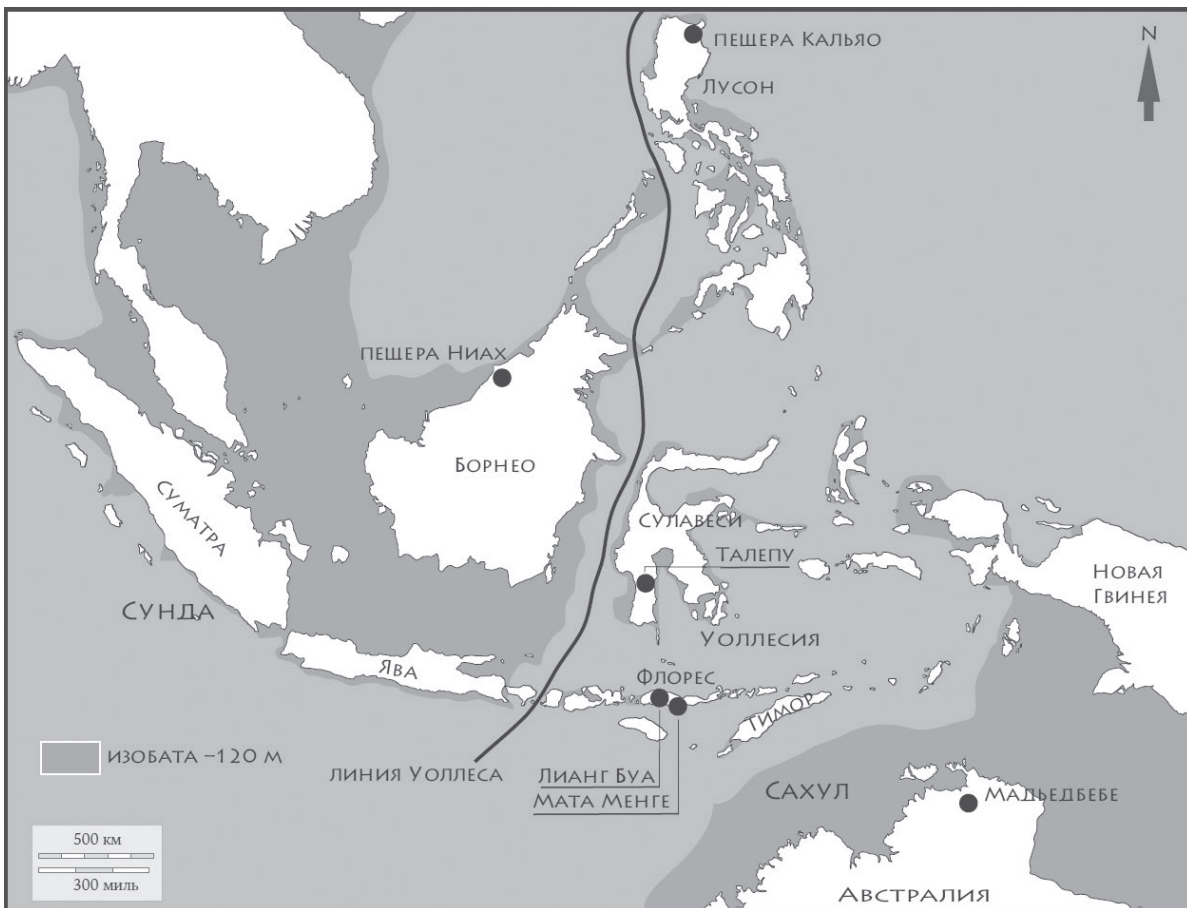 N
ПЕЩЕРА КАЛЬЯО
ЛУСОН
ПЕЩЕРА НИАХ
БОРНЕО
СУМАТРА
СУЛАВЕСИ
ТАЛЕПУ
НОВАЯ
ГВИНЕЯ
СУНДА
УОЛЛЕСИЯ
ЯВА
ФЛОРЕС
ТИМОР
ИЗОБАТА –120 М
ЛИНИЯ УОЛЛЕСА
ЛИАНГ БУА
МАТА МЕНГЕ
САХУЛ
МАДЬЕДБЕБЕ
500 км
300 миль
АВСТРАЛИЯ